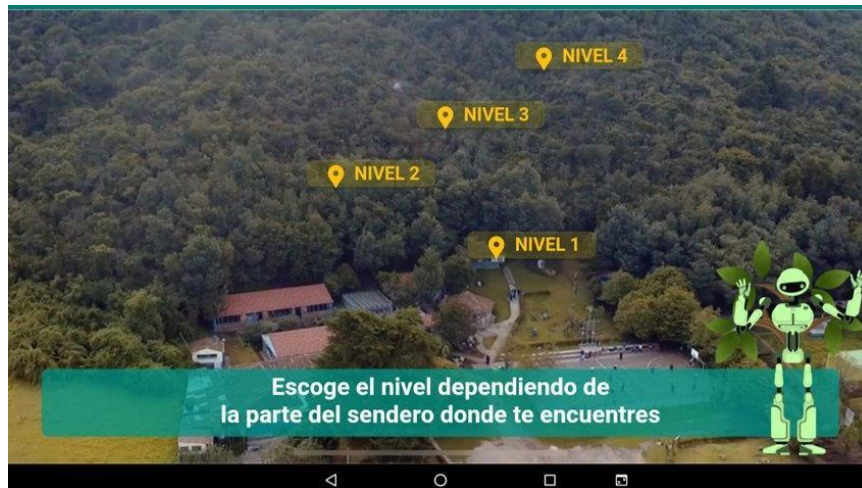 NIVEL 4
NIVEL 3
NIVEL 2
NIVEL 1
Escoge el nivel dependiendo de
la parte del sendero donde te encuentres